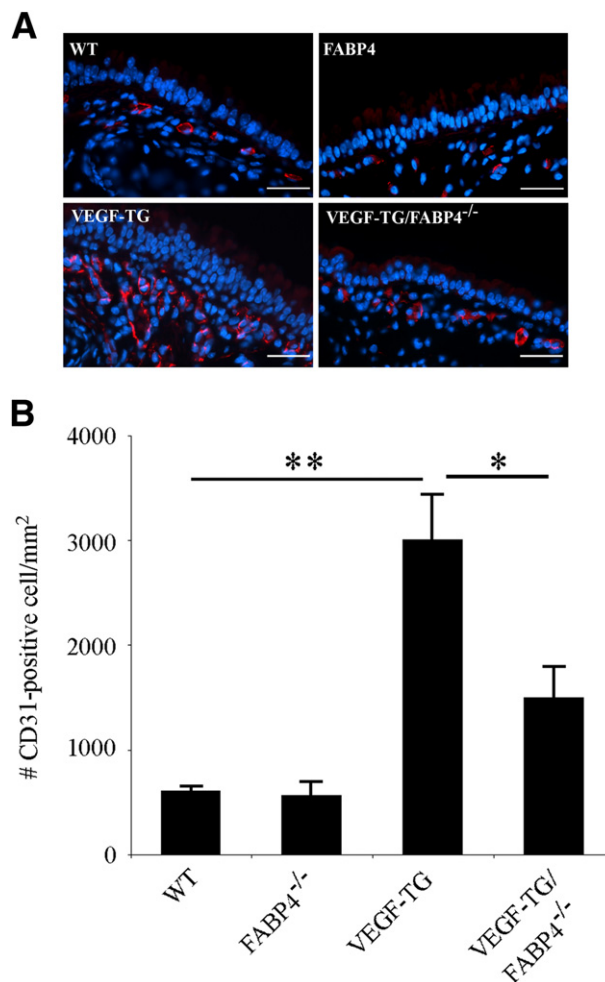 A
WT
FABP4
VEGF-TG
VEGF-TG/FABP4⁻/⁻
B
4000
3000
2000
1000
0
# CD31-positive cell/mm²
**
*
WT
FABP4⁻/⁻
VEGF-TG
VEGF-TG/
FABP4⁻/⁻